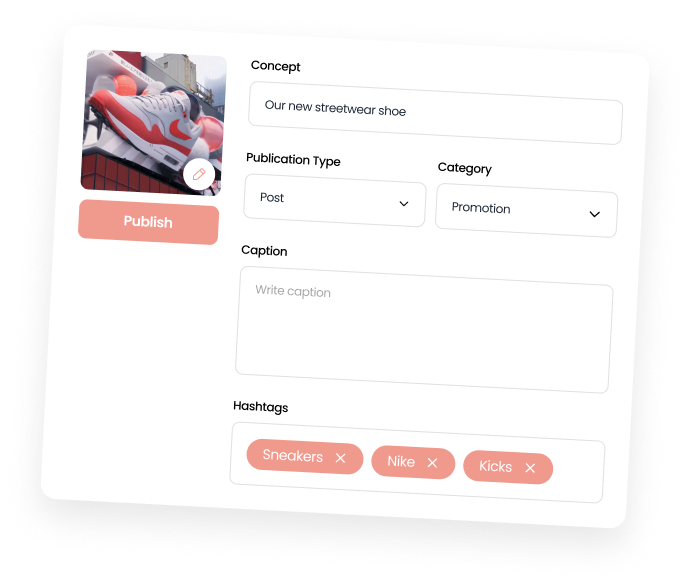 Concept
Our new streetwear shoe
Publication Type
Category
Post
Promotion
Publish
Caption
Write caption
Hashtags
Sneakers
Nike
Kicks